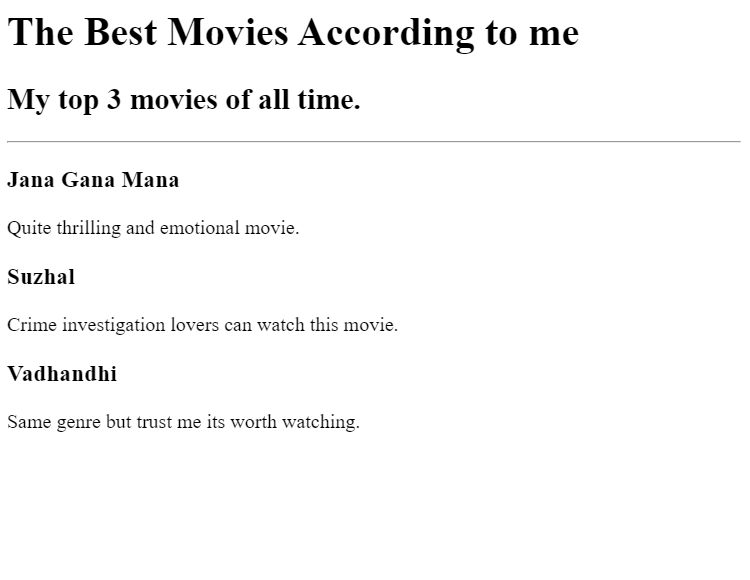 The Best Movies According to me
My top 3 movies of all time.
Jana Gana Mana
Quite thrilling and emotional movie.
Suzhal
Crime investigation lovers can watch this movie.
Vadhandhi
Same genre but trust me its worth watching.